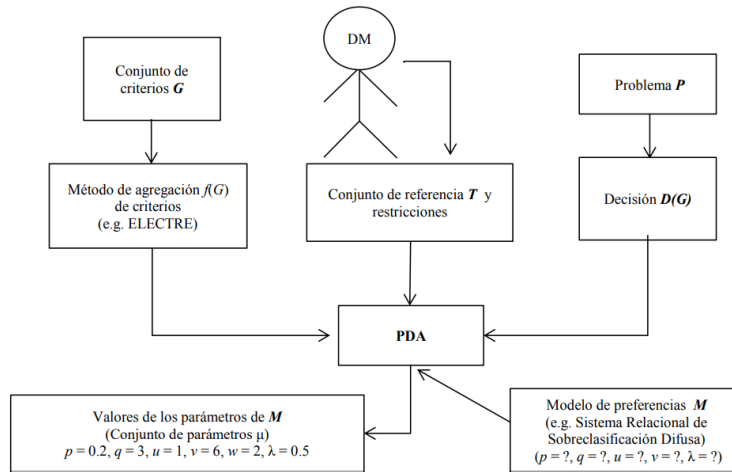 DM
Conjunto de
criterios G
Problema P
Método de agregación f(G)
de criterios
(e.g. ELECTRE)
Conjunto de referencia T y
restricciones
Decisión D(G)
PDA
Valores de los parámetros de M
(Conjunto de parámetros μ)
p = 0.2, q = 3, u = 1, v = 6, w = 2, λ = 0.5
Modelo de preferencias M
(e.g. Sistema Relacional de
Sobreclasificación Difusa)
(p = ?, q = ?, u = ?, v = ?, λ = ?)